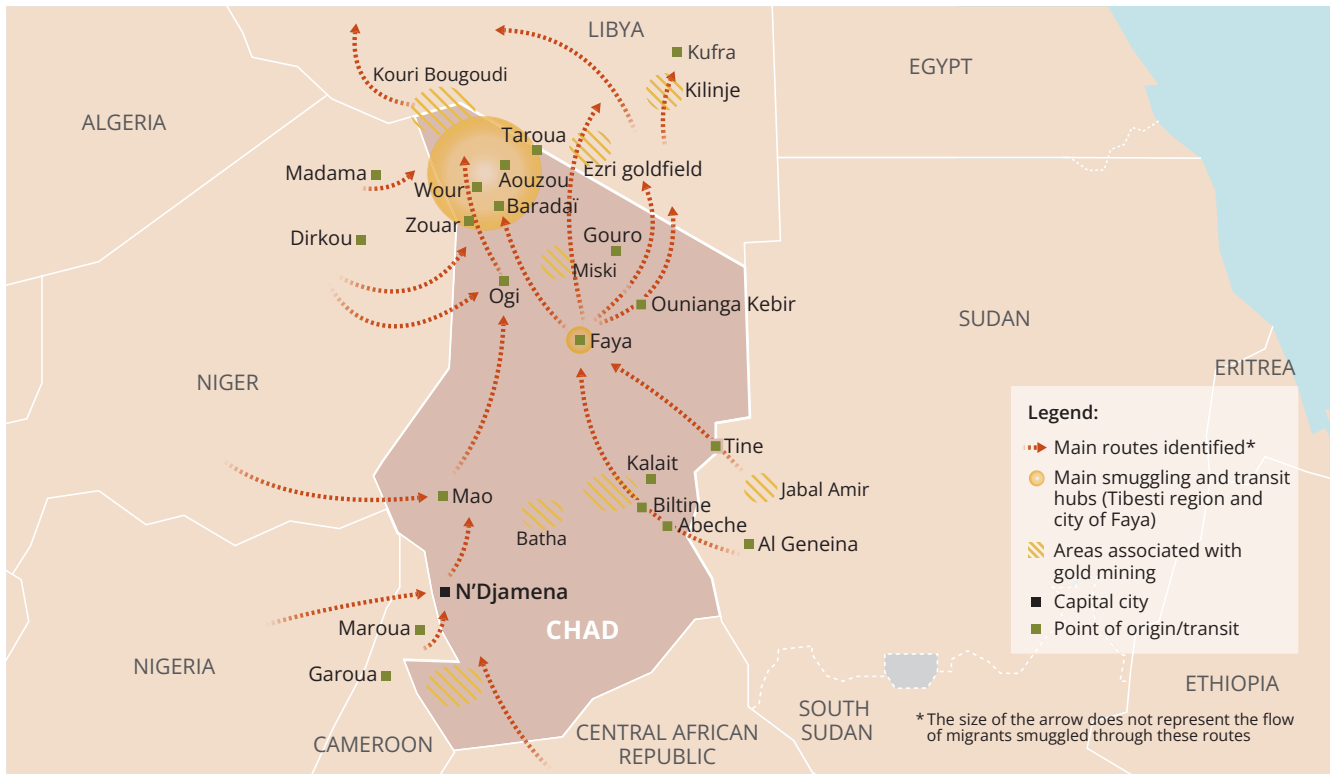 LIBYA
Kufra
EGYPT
Kouri Bougoudi
Kilinje
ALGERIA
Taroua
Ezri goldfield
Madama
Aouzou
Wour
Baradaï
Zouar
Dirkou
Gouro
Miski
Ogi
Ounianga Kebir
SUDAN
Faya
ERITREA
NIGER
Legend:
Main routes identified*
Main smuggling and transit
hubs (Tibesti region and
city of Faya)
Areas associated with
gold mining
Capital city
Point of origin/transit
Tine
Kalait
Jabal Amir
Mao
Biltine
Abeche
Batha
Al Geneina
N'Djamena
Maroua
CHAD
NIGERIA
Garoua
ETHIOPIA
SOUTH
SUDAN
CAMEROON
CENTRAL AFRICAN
REPUBLIC
* The size of the arrow does not represent the flow
of migrants smuggled through these routes